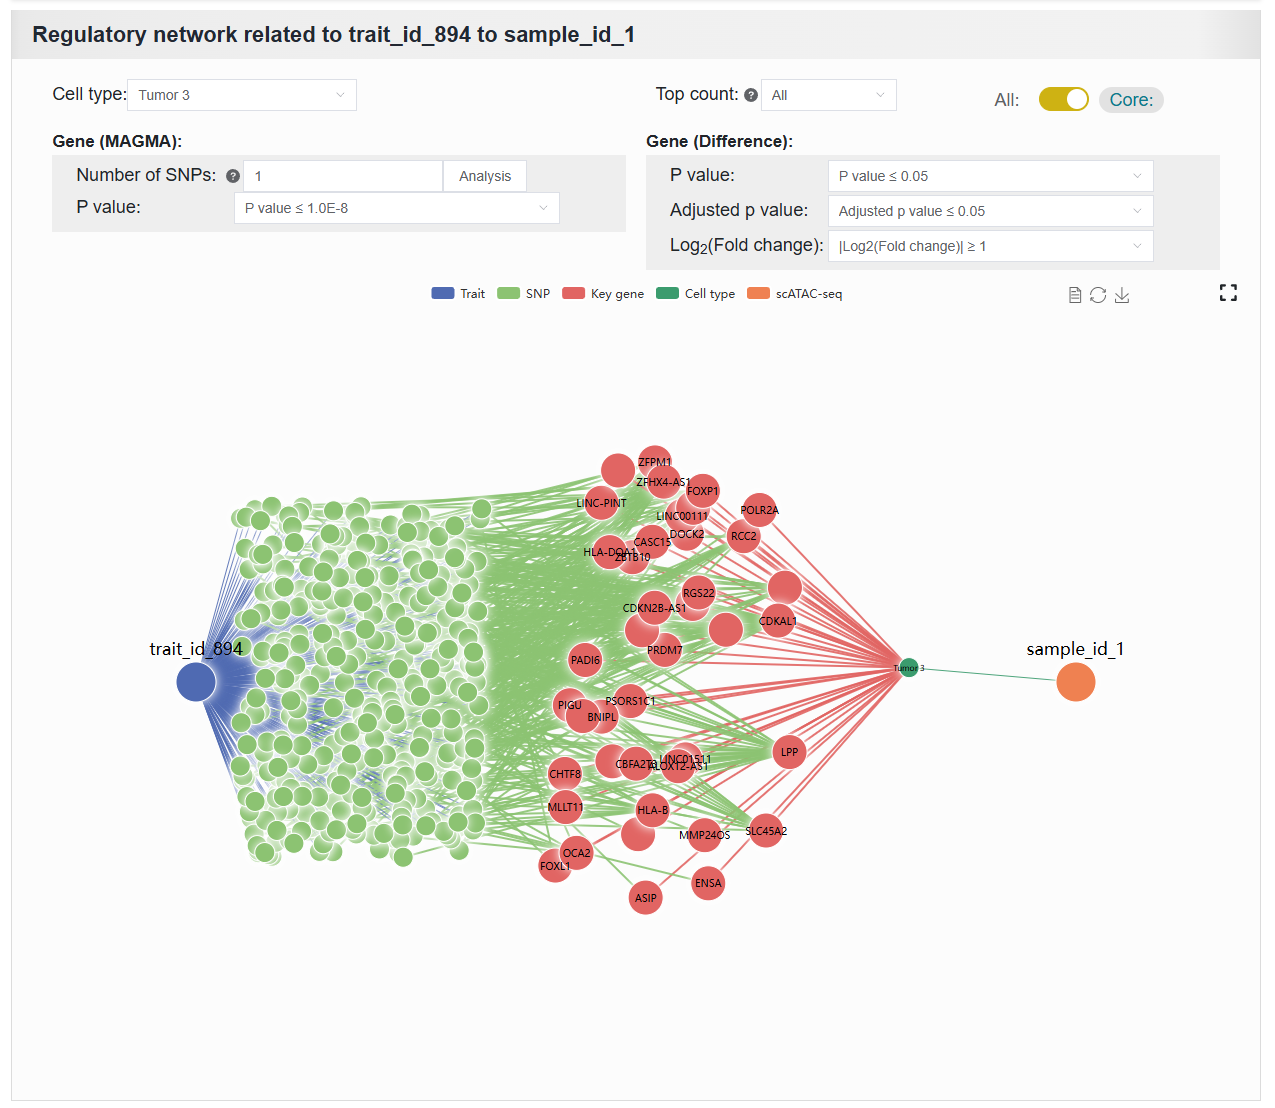 Regulatory network related to trait_id_894 to sample_id_1
Cell type: Tumor 3
Top count: ? All
All: Core:
Gene (MAGMA):
Number of SNPs: ? 1 Analysis
P value: P value ≤ 1.0E-8
Gene (Difference):
P value: P value ≤ 0.05
Adjusted p value: Adjusted p value ≤ 0.05
Log2(Fold change): |Log2(Fold change)| ≥ 1
Trait SNP Key gene Cell type scATAC-seq
ZFPM1
ZFHX4-AS1
FOXP1
LINC-PINT
LINC00111
POLR2A
DOCK2
RCC2
CASC15
HLA-DQA1
ZBTB10
RGS22
CDKN2B-AS1
CDKAL1
trait_id_894
PRDM7
sample_id_1
PADI6
Tumor 3
PSORS1C1
PIGU
BNIPL
LPP
LINC01511
CBFA2T3
ALOX12-AS1
CHTF8
MLLT11
HLA-B
MMP24OS
SLC45A2
OCA2
FOXL1
ENSA
ASIP